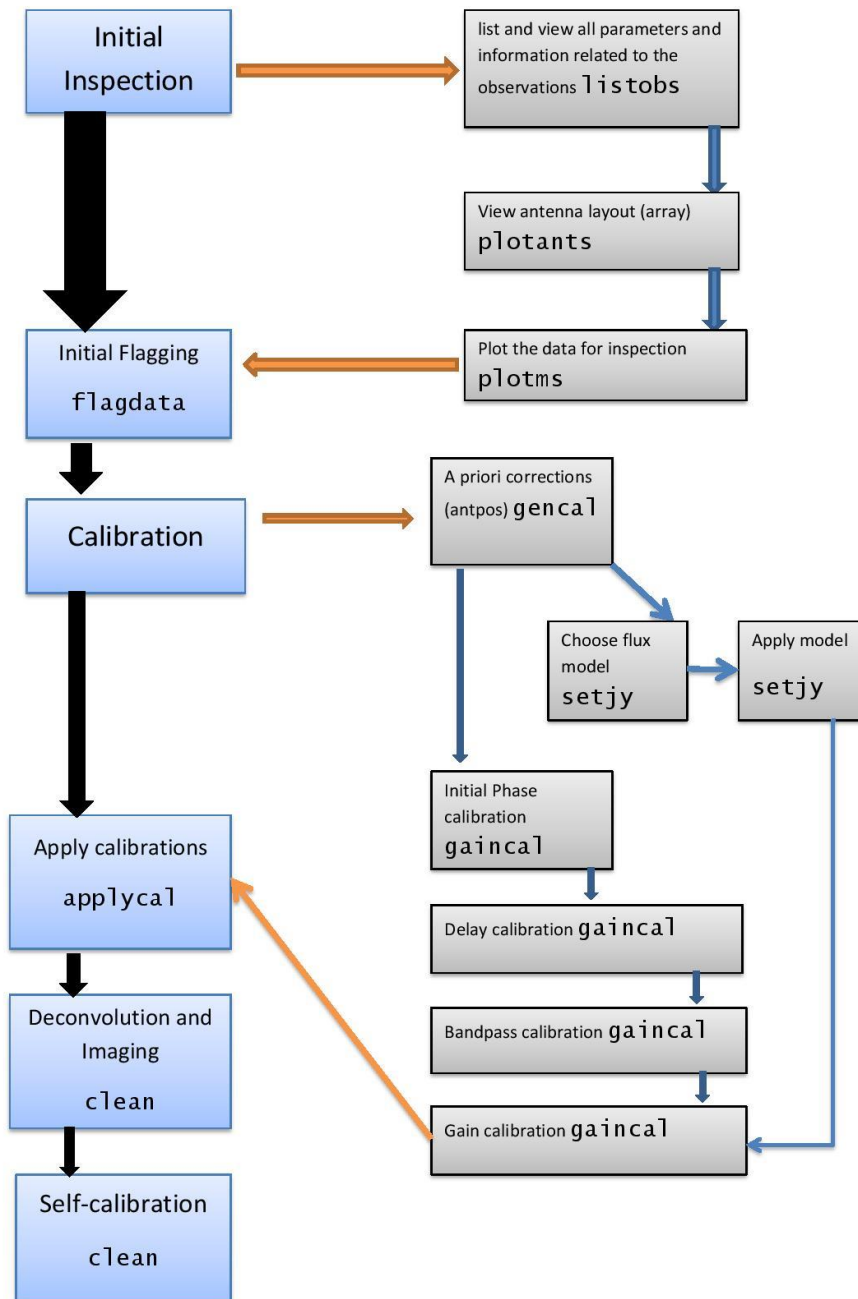 Initial
Inspection
list and view all parameters and
information related to the
observations listobs
View antenna layout (array)
plotants
Initial Flagging
flagdata
Plot the data for inspection
plotms
Calibration
A priori corrections
(antpos) gencal
Choose flux
model
setjy
Apply model
setjy
Initial Phase
calibration
gaincal
Apply calibrations
applycal
Delay calibration gaincal
Bandpass calibration gaincal
Gain calibration gaincal
Deconvolution and
Imaging
clean
Self-calibration
clean